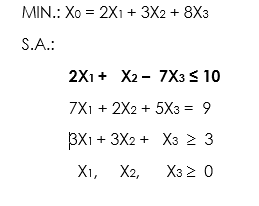 MIN.: X₀ = 2X₁ + 3X₂ + 8X₃
S.A.:
2X₁ + X₂ – 7X₃ ≤ 10
7X₁ + 2X₂ + 5X₃ = 9
3X₁ + 3X₂ + X₃ ≥ 3
X₁, X₂, X₃ ≥ 0